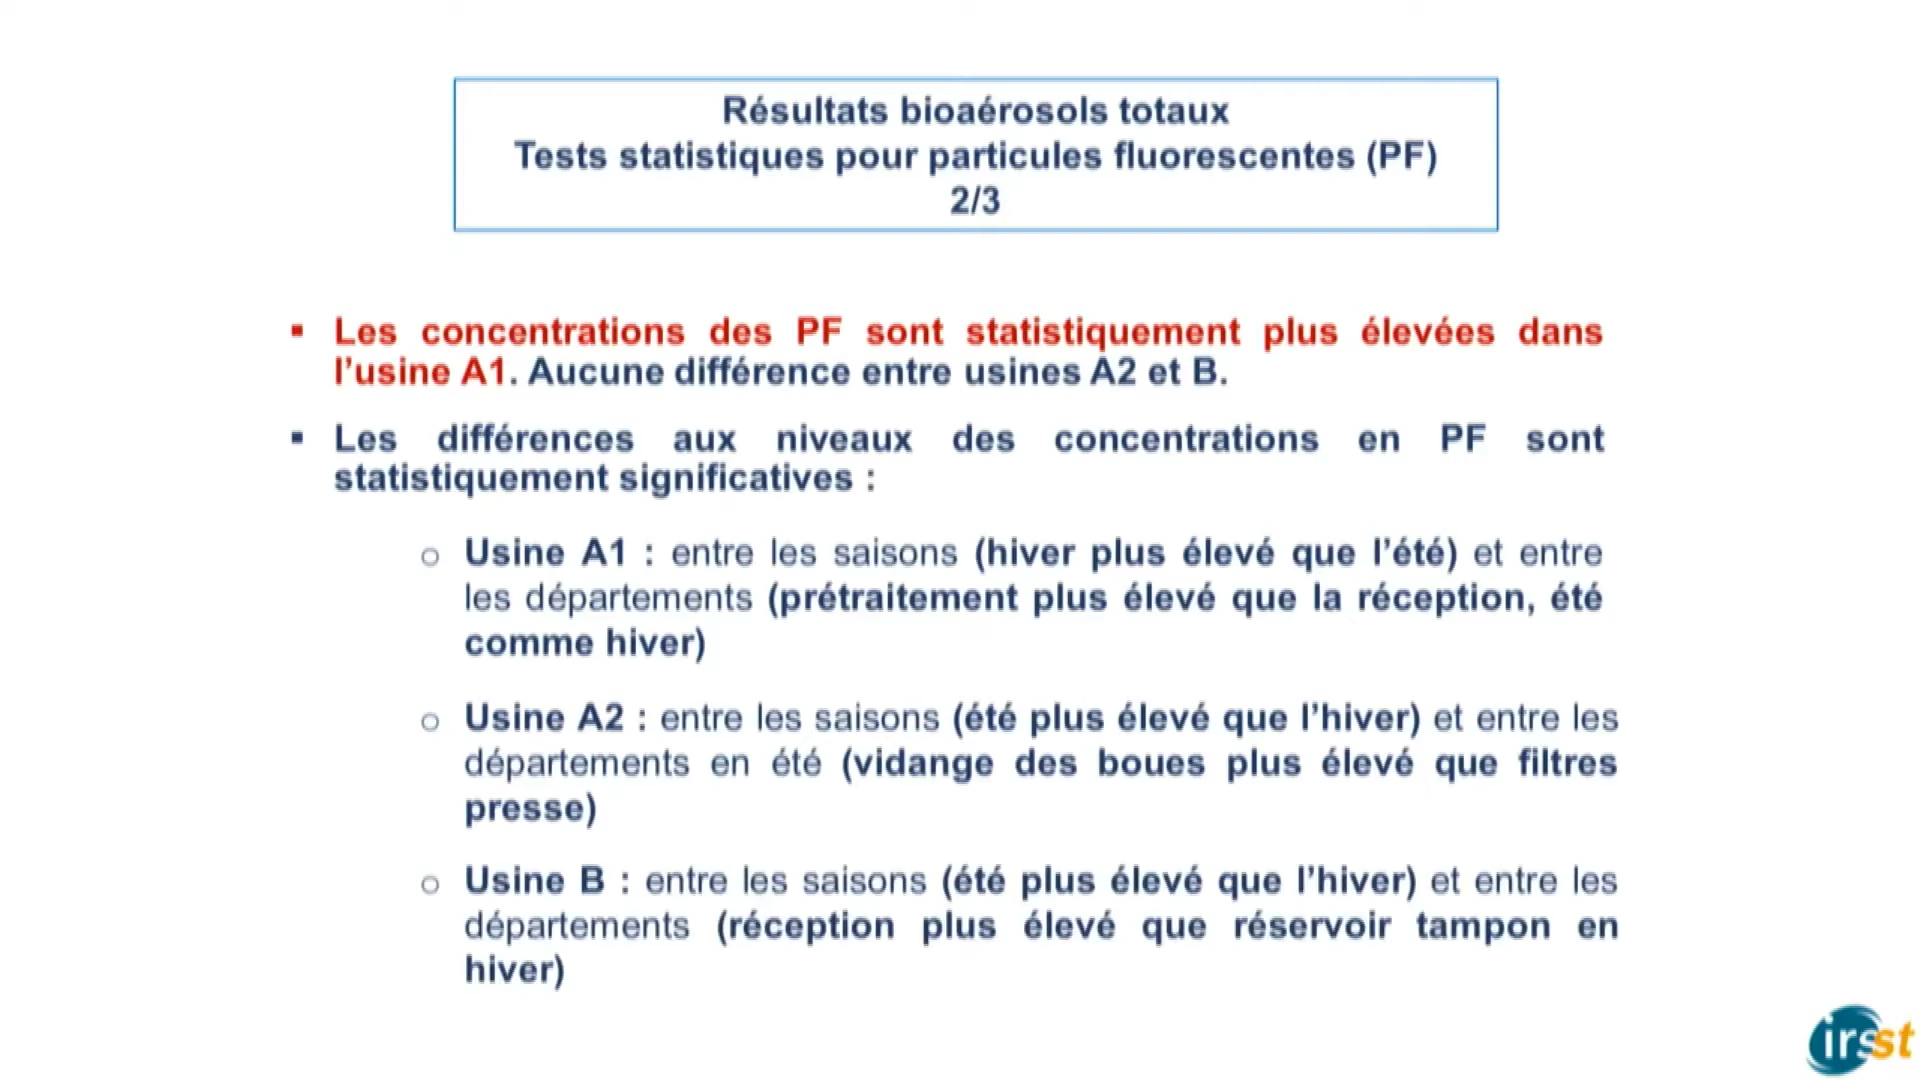 Résultats bioaérosols totaux
Tests statistiques pour particules fluorescentes (PF)
2/3
▪ Les concentrations des PF sont statistiquement plus élevées dans
l’usine A1. Aucune différence entre usines A2 et B.
▪ Les différences aux niveaux des concentrations en PF sont
statistiquement significatives :
o Usine A1 : entre les saisons (hiver plus élevé que l’été) et entre
les départements (prétraitement plus élevé que la réception, été
comme hiver)
o Usine A2 : entre les saisons (été plus élevé que l’hiver) et entre les
départements en été (vidange des boues plus élevé que filtres
presse)
o Usine B : entre les saisons (été plus élevé que l’hiver) et entre les
départements (réception plus élevé que réservoir tampon en
hiver)
irsst